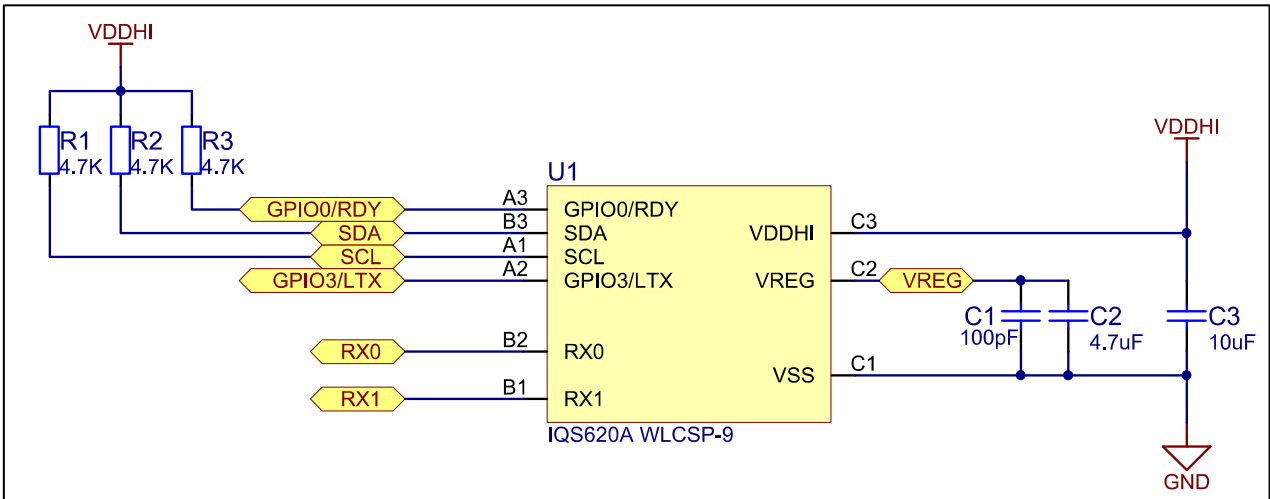 VDDHI
R1
4.7K
R2
4.7K
R3
4.7K
VDDHI
U1
GPIO0/RDY
A3
GPIO0/RDY
SDA
B3
SDA
SCL
A1
SCL
GPIO3/LTX
A2
GPIO3/LTX
RX0
B2
RX0
RX1
B1
RX1
VDDHI
C3
VREG
C2
VREG
VSS
C1
C1
100pF
C2
4.7uF
C3
10uF
IQS620A WLCSP-9
GND